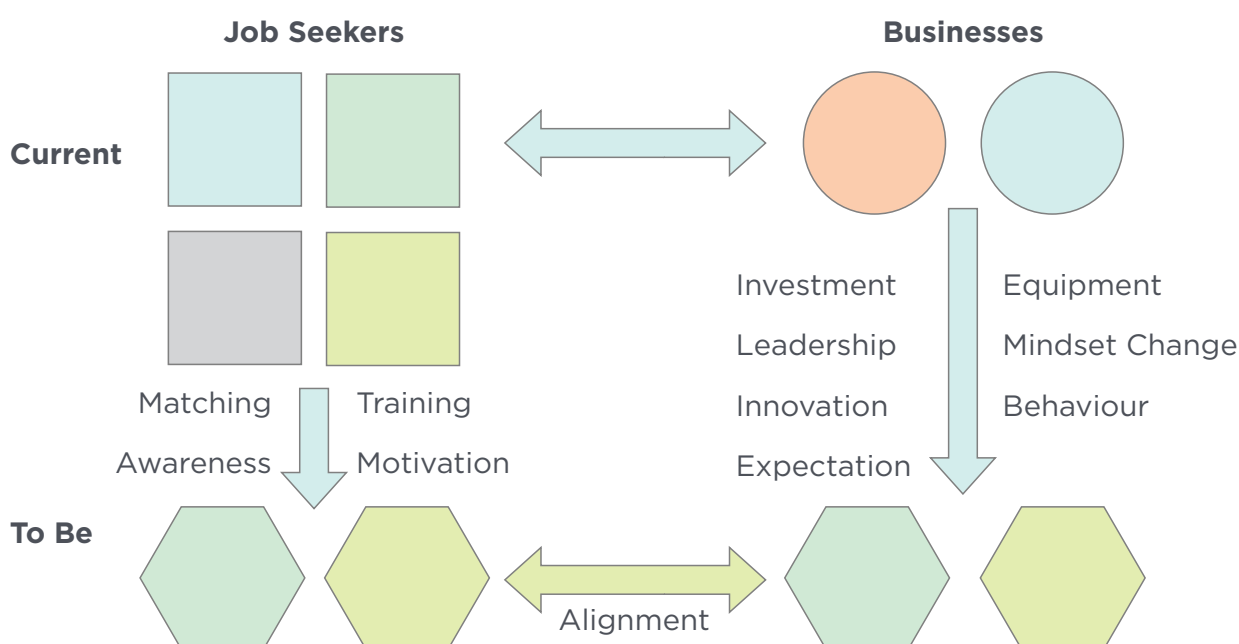 Job Seekers
Businesses
Current
Investment
Equipment
Leadership
Mindset Change
Matching
Training
Innovation
Behaviour
Awareness
Motivation
Expectation
To Be
Alignment